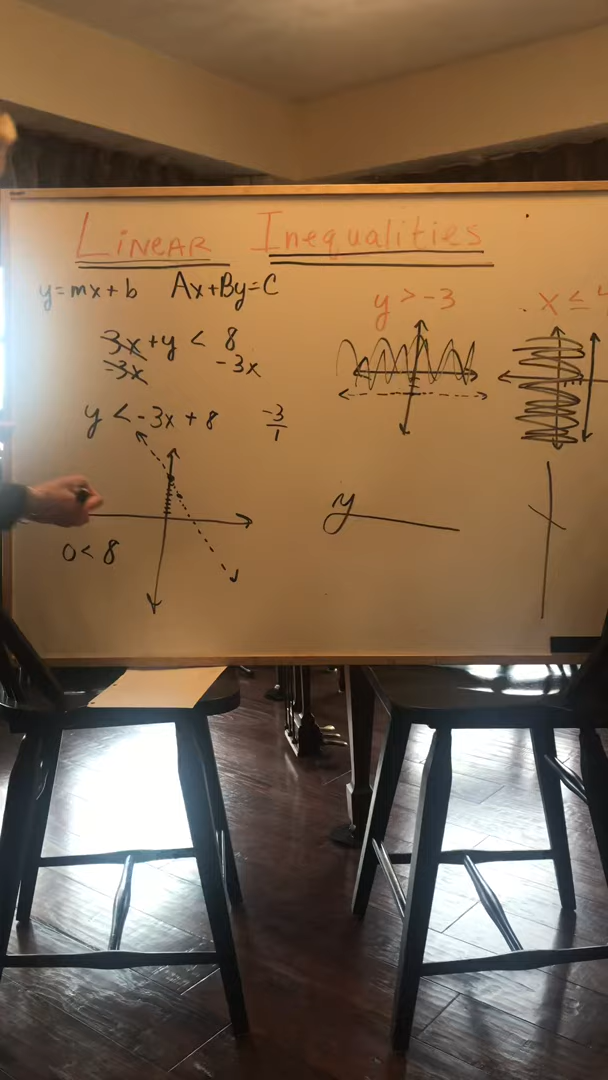 Linear Inequalities
y=mx+b Ax+By=C
y > -3
x ≤
3x+y < 8
-3x -3x
y < -3x + 8
-3/1
0 < 8
y